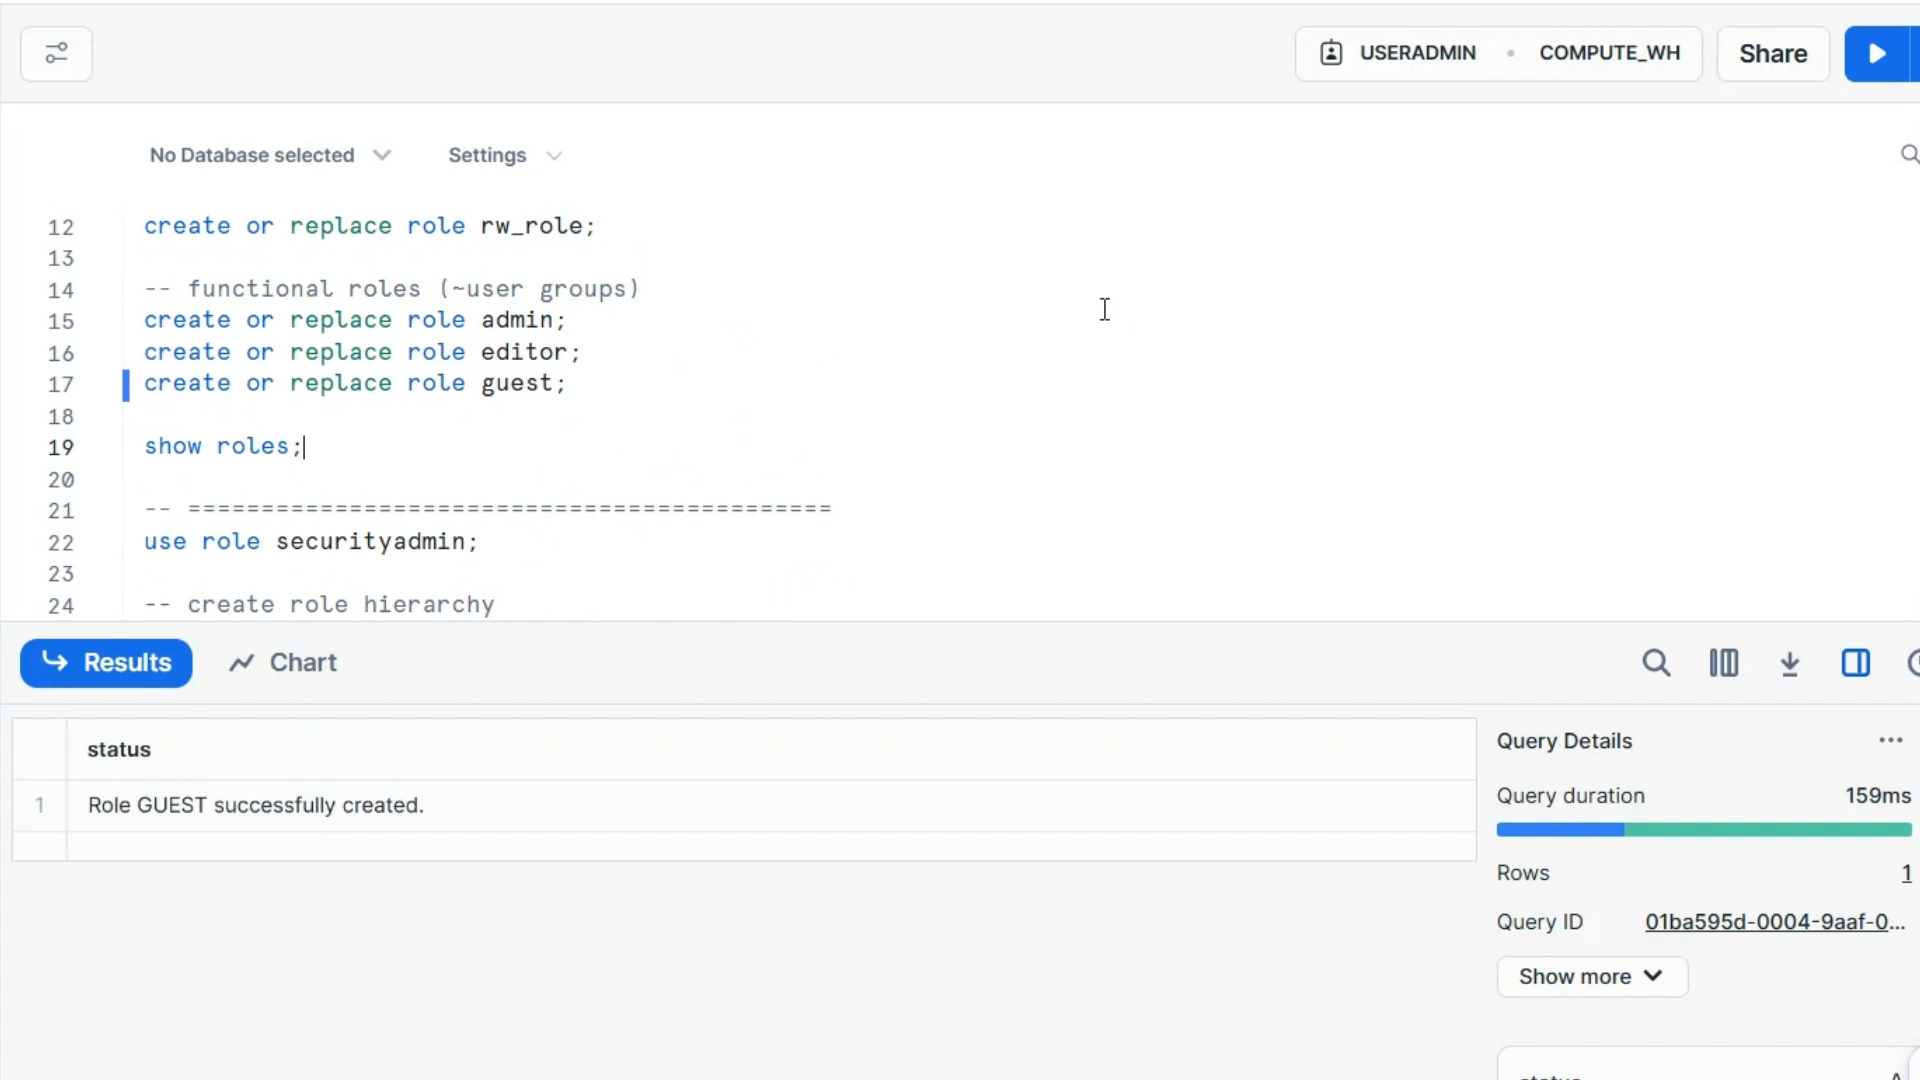 USERADMIN • COMPUTE_WH
Share
No Database selected
Settings
12 create or replace role rw_role;
13
14 -- functional roles (~user groups)
15 create or replace role admin;
16 create or replace role editor;
17 create or replace role guest;
18
19 show roles;
20
21 -- ============================================
22 use role securityadmin;
23
24 -- create role hierarchy
Results
Chart
status
1 Role GUEST successfully created.
Query Details
Query duration 159ms
Rows 1
Query ID 01ba595d-0004-9aaf-0...
Show more